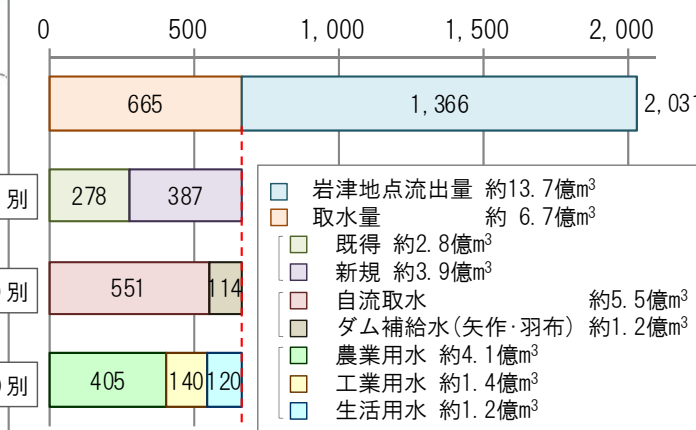 0 500 1,000 1,500 2,000
665 1,366 2,031
別 278 387
別 551 114
別 405 140 120
岩津地点流出量 約13.7億m³
取水量 約 6.7億m³
既得 約2.8億m³
新規 約3.9億m³
自流取水 約5.5億m³
ダム補給水(矢作・羽布) 約1.2億m³
農業用水 約4.1億m³
工業用水 約1.4億m³
生活用水 約1.2億m³